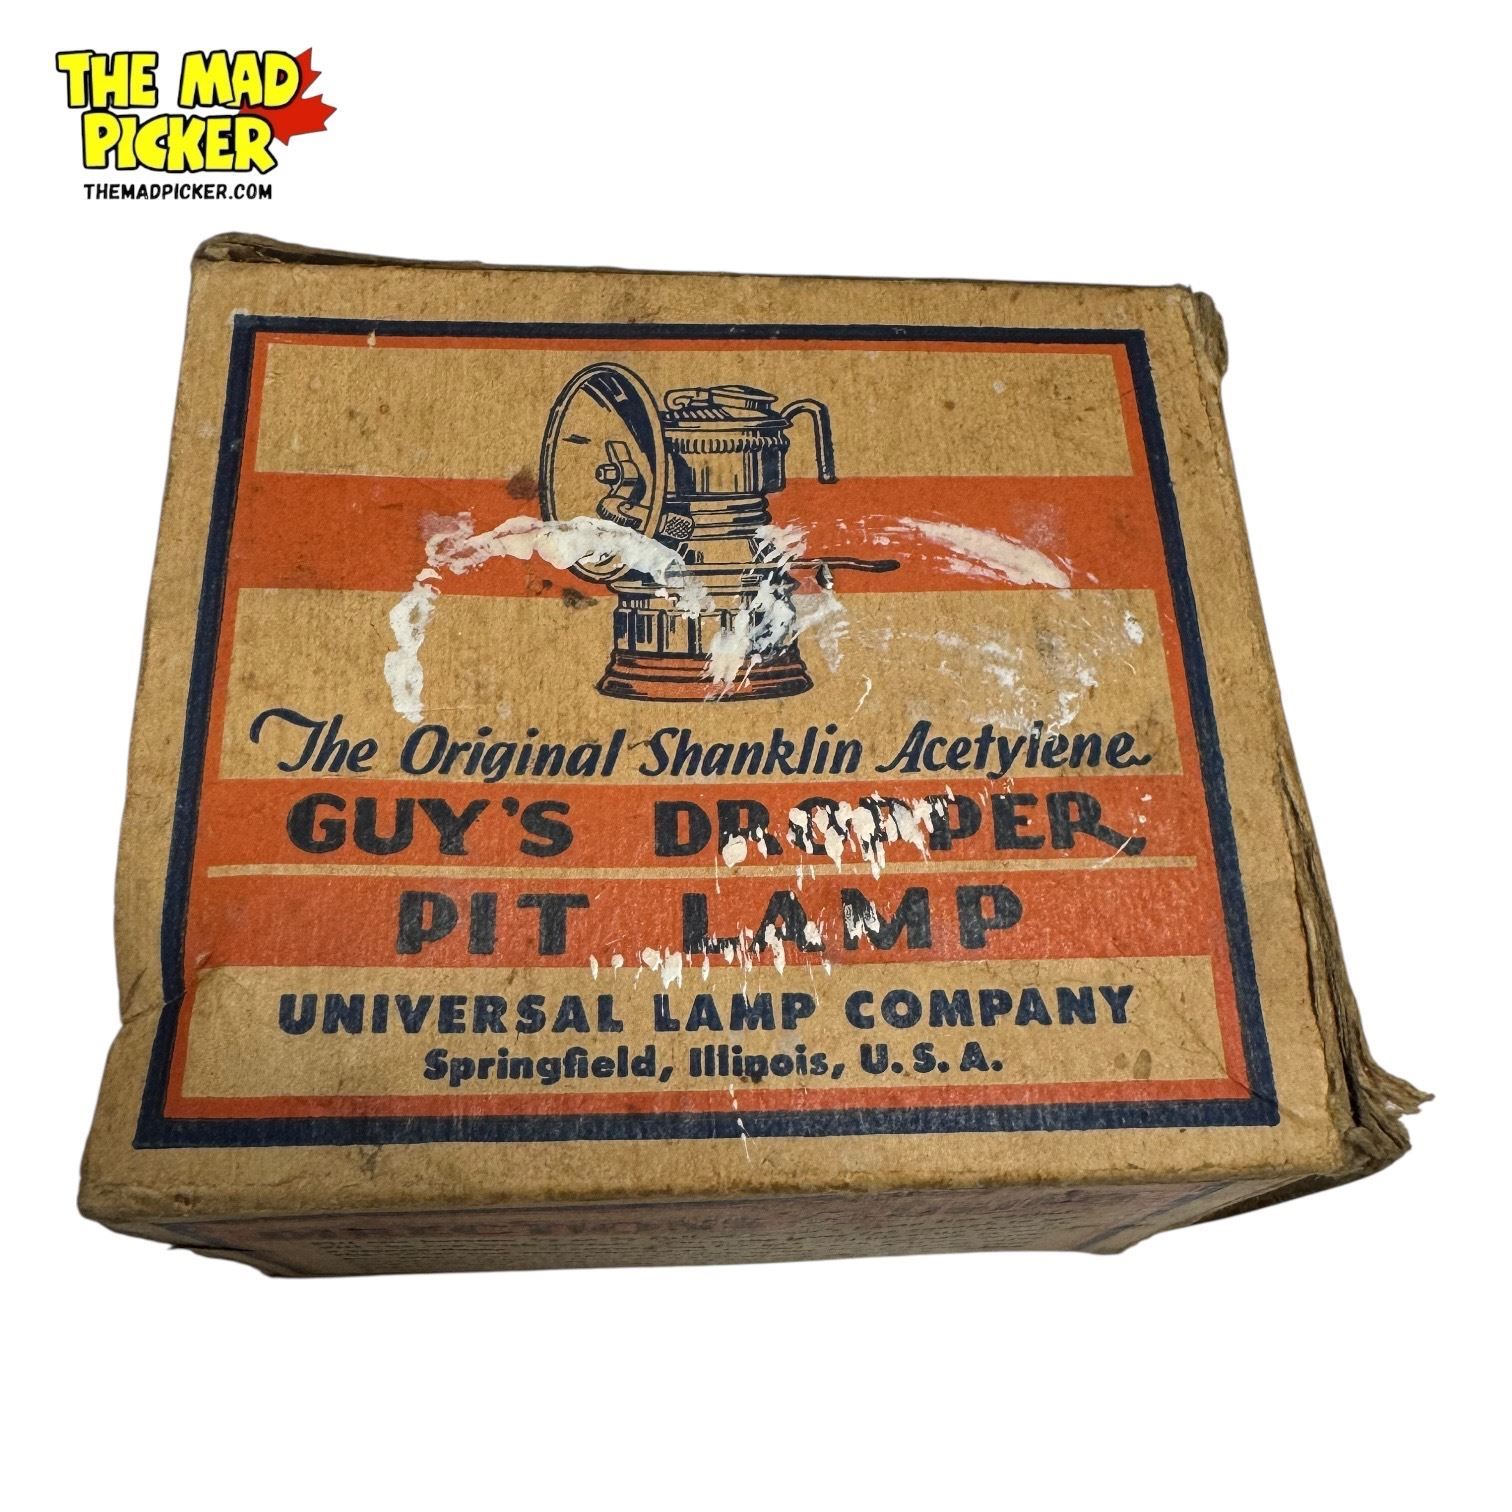 THE MAD
PICKER
THEMADPICKER.COM
The Original Shanklin Acetylene
GUY'S DROPPER
PIT LAMP
UNIVERSAL LAMP COMPANY
Springfield, Illinois, U.S.A.